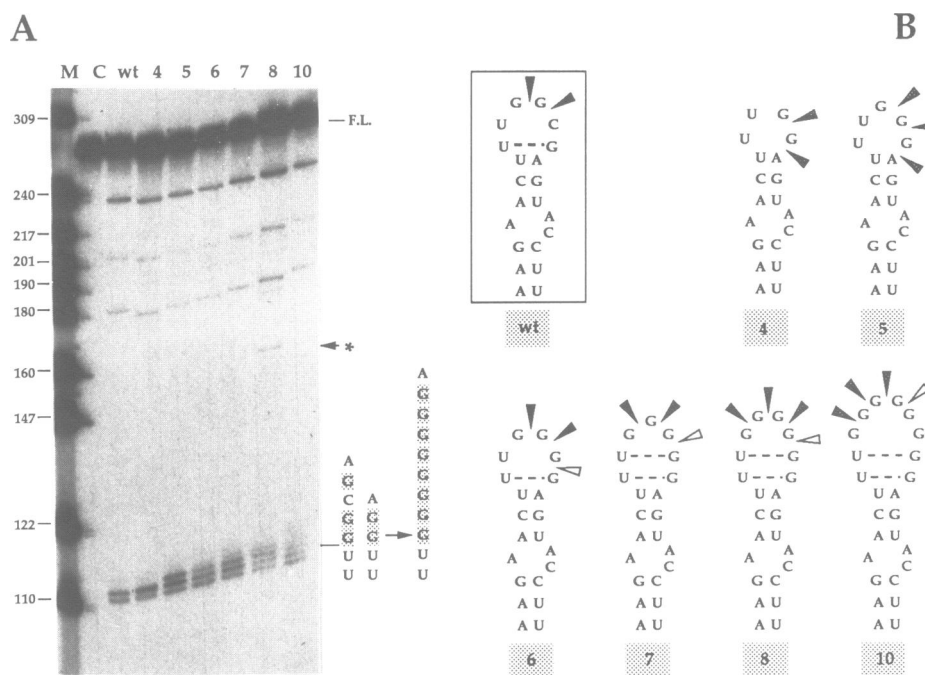 A
B
M C wt 4 5 6 7 8 10
309
F.L.
240
217
201
190
180
*
160
147
122
110
A
G
C
G
G
U
U
A
G
G
U
U
A
G
G
G
G
G
G
G
G
U
U
G G
U C
U G
U A
C G
A U
A A
C
G C
A U
A U
wt
U G
U G
U A
C G
A U
A A
C
G C
A U
A U
4
G
U G
U G
U A
C G
A U
A A
C
G C
A U
A U
5
G G
U G
U G
U A
C G
A U
A A
C
G C
A U
A U
6
G G
G G
U G
U G
U A
C G
A U
A A
C
G C
A U
A U
7
G G
G G
U G
U G
U A
C G
A U
A A
C
G C
A U
A U
8
G G
G G
G G
U G
U G
U A
C G
A U
A A
C
G C
A U
A U
10